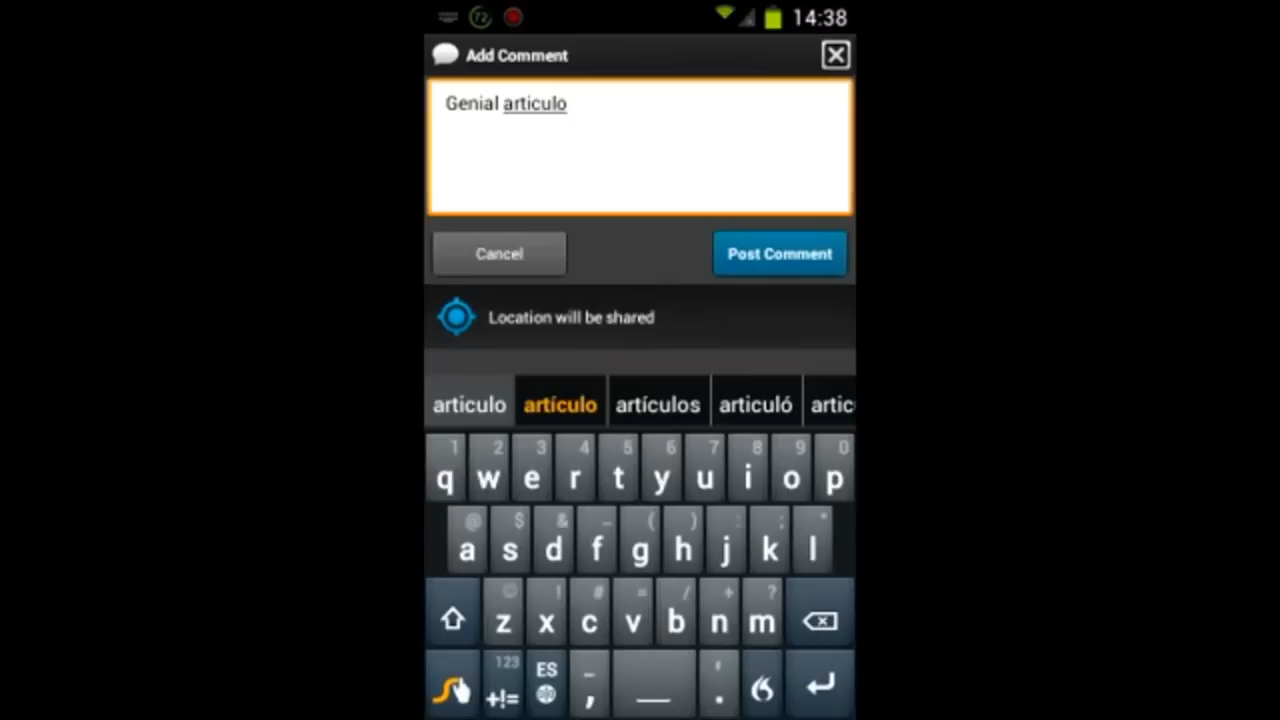 72 14:38
Add Comment
Genial articulo
Cancel Post Comment
Location will be shared
articulo artículo artículos articuló artic
1 2 3 4 5 6 7 8 9 0
q w e r t y u i o p
@ $ & _ ( ) : ; "
a s d f g h j k l
☺ ! # = / + ?
z x c v b n m
123 ES – '
+!= , .